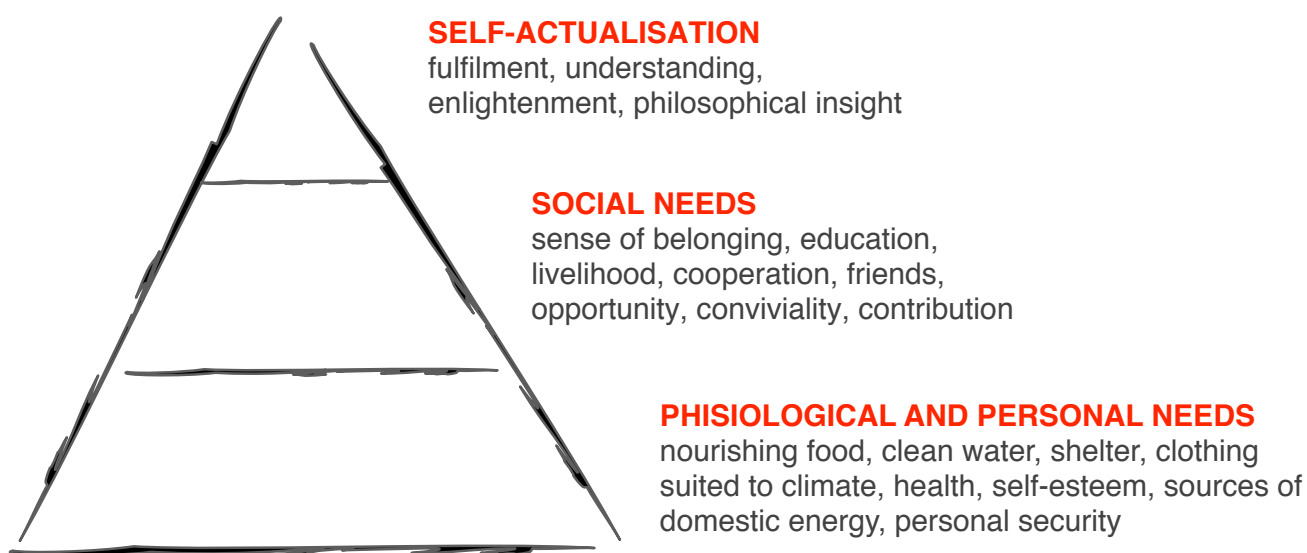 SELF-ACTUALISATION
fulfilment, understanding,
enlightenment, philosophical insight
SOCIAL NEEDS
sense of belonging, education,
livelihood, cooperation, friends,
opportunity, conviviality, contribution
PHISIOLOGICAL AND PERSONAL NEEDS
nourishing food, clean water, shelter, clothing
suited to climate, health, self-esteem, sources of
domestic energy, personal security